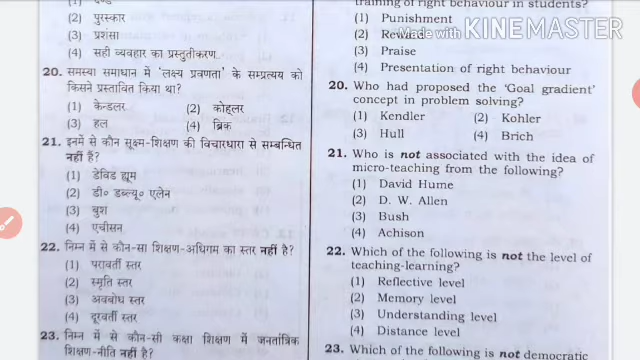 (1) दण्ड
(2) पुरस्कार
(3) प्रशंसा
(4) सही व्यवहार का प्रस्तुतीकरण
20. समस्या समाधान में 'लक्ष्य प्रवणता' के सम्प्रत्यय को
किसने प्रस्तावित किया था?
(1) केन्डलर (2) कोहलर
(3) हल (4) ब्रिक
21. इनमें से कौन सूक्ष्म-शिक्षण की विचारधारा से सम्बन्धित
नहीं है?
(1) डेविड ह्यूम
(2) डी० डब्ल्यू० एलेन
(3) बुश
(4) एचीसन
22. निम्न में से कौन-सा शिक्षण-अधिगम का स्तर नहीं है?
(1) परावर्ती स्तर
(2) स्मृति स्तर
(3) अवबोध स्तर
(4) दूरवर्ती स्तर
23. निम्न में से कौन-सी कक्षा शिक्षण में जनतांत्रिक
शिक्षण-नीति नहीं है?
training of right behaviour in students?
(1) Punishment
(2) Reward
(3) Praise
(4) Presentation of right behaviour
20. Who had proposed the 'Goal gradient'
concept in problem solving?
(1) Kendler (2) Kohler
(3) Hull (4) Brich
21. Who is not associated with the idea of
micro-teaching from the following?
(1) David Hume
(2) D. W. Allen
(3) Bush
(4) Achison
22. Which of the following is not the level of
teaching-learning?
(1) Reflective level
(2) Memory level
(3) Understanding level
(4) Distance level
23. Which of the following is not democratic
Made with KINEMASTER